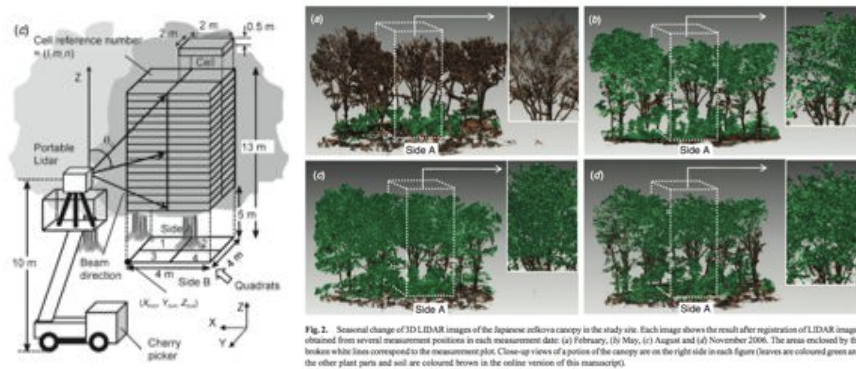 (c)
2 m
2 m
0.5 m
Cell reference number
= (l,m,n)
Cell
Z
Portable
Lidar
13 m
5 m
Side
1
2
3
4
4 m
4 m
Side B
Quadrats
10 m
Beam
direction
X
Y
Z
Cherry
picker
(a)
Side A
(b)
Side A
(c)
Side A
(d)
Side A
Fig. 2. Seasonal change of 3D LIDAR images of the Japanese zelkova canopy in the study site. Each image shows the result after registration of LIDAR image
obtained from several measurement positions in each measurement date: (a) February, (b) May, (c) August and (d) November 2006. The areas enclosed by the
broken white lines correspond to the measurement plot. Close-up views of a potion of the canopy are on the right side in each figure (leaves are coloured green an
the other plant parts and soil are coloured brown in the online version of this manuscript).